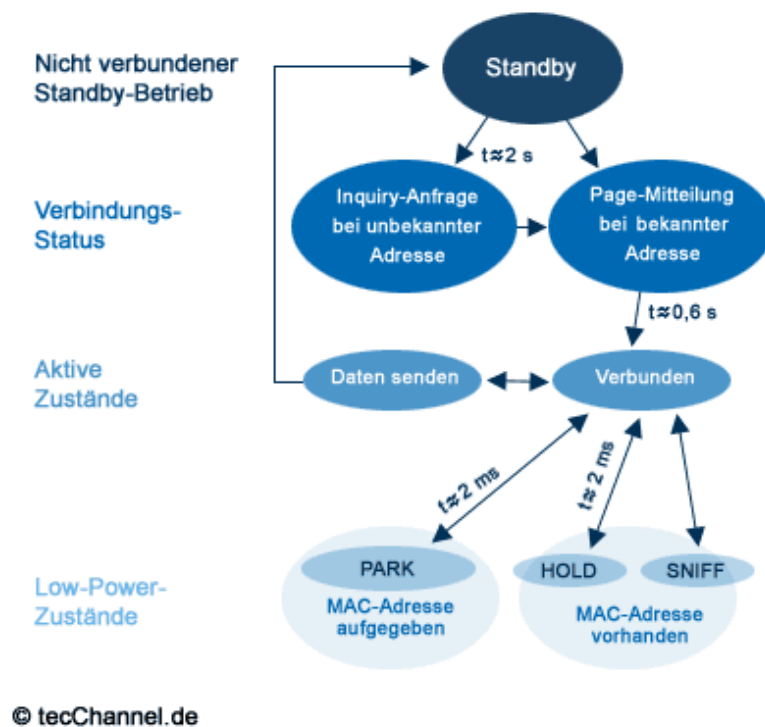 Nicht verbundener
Standby-Betrieb
Standby
t≈2 s
Verbindungs-
Status
Inquiry-Anfrage
bei unbekannter
Adresse
Page-Mitteilung
bei bekannter
Adresse
t≈0,6 s
Aktive
Zustände
Daten senden
Verbunden
t≈2 ms
t≈2 ms
Low-Power-
Zustände
PARK
MAC-Adresse
aufgegeben
HOLD
SNIFF
MAC-Adresse
vorhanden
© tecChannel.de